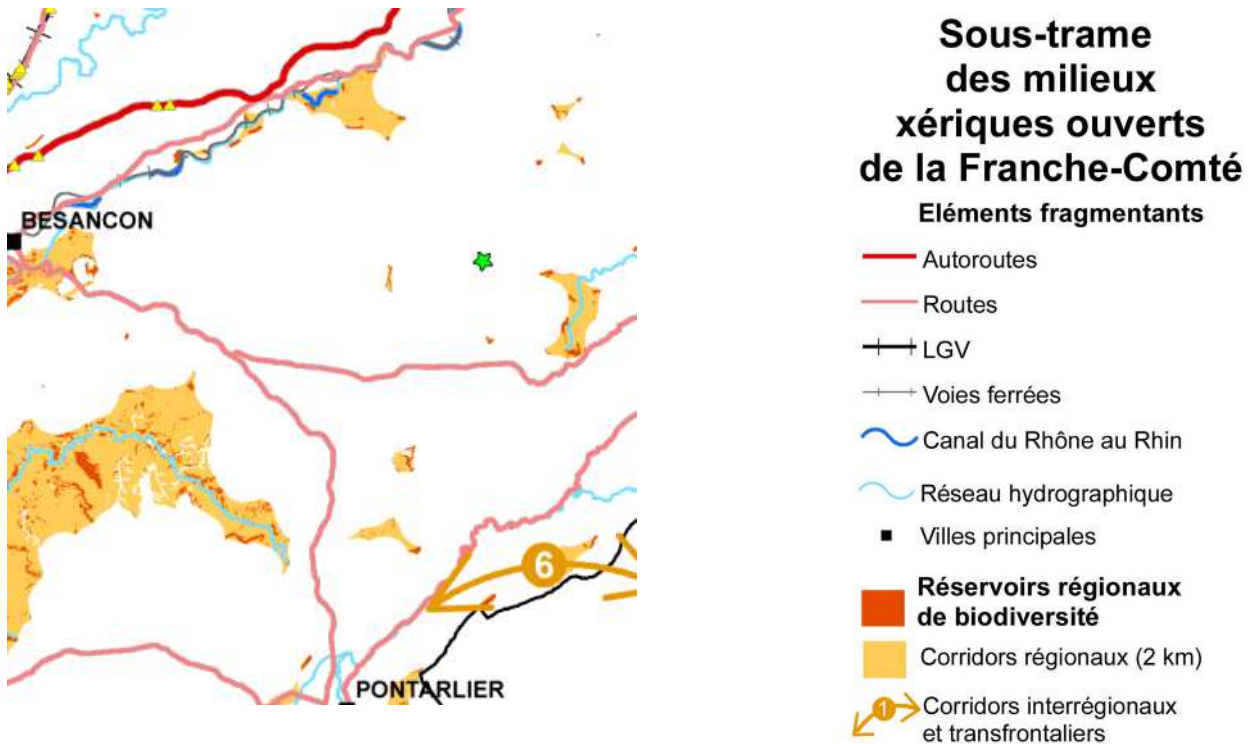 BESANCON
6
PONTARLIER
Sous-trame
des milieux
xériques ouverts
de la Franche-Comté
Eléments fragmentants
Autoroutes
Routes
LGV
Voies ferrées
Canal du Rhône au Rhin
Réseau hydrographique
Villes principales
Réservoirs régionaux
de biodiversité
Corridors régionaux (2 km)
1
Corridors interrégionaux
et transfrontaliers